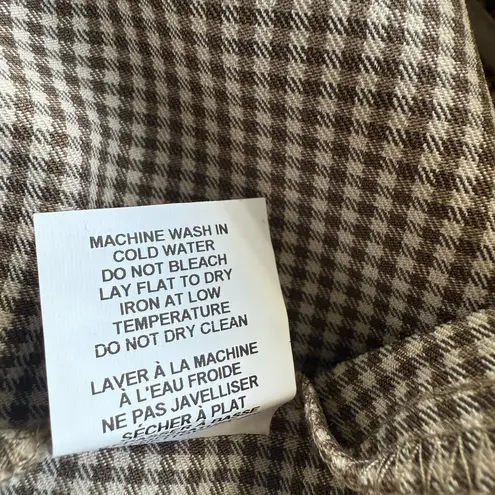 MACHINE WASH IN
COLD WATER
DO NOT BLEACH
LAY FLAT TO DRY
IRON AT LOW
TEMPERATURE
DO NOT DRY CLEAN
LAVER À LA MACHINE
À L'EAU FROIDE
NE PAS JAVELLISER
SÉCHER À PLAT